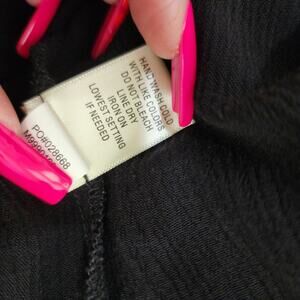 HAND WASH COLD
WITH LIKE COLORS
DO NOT BLEACH
LINE DRY
IRON ON
LOWEST SETTING
IF NEEDED
PO#028668